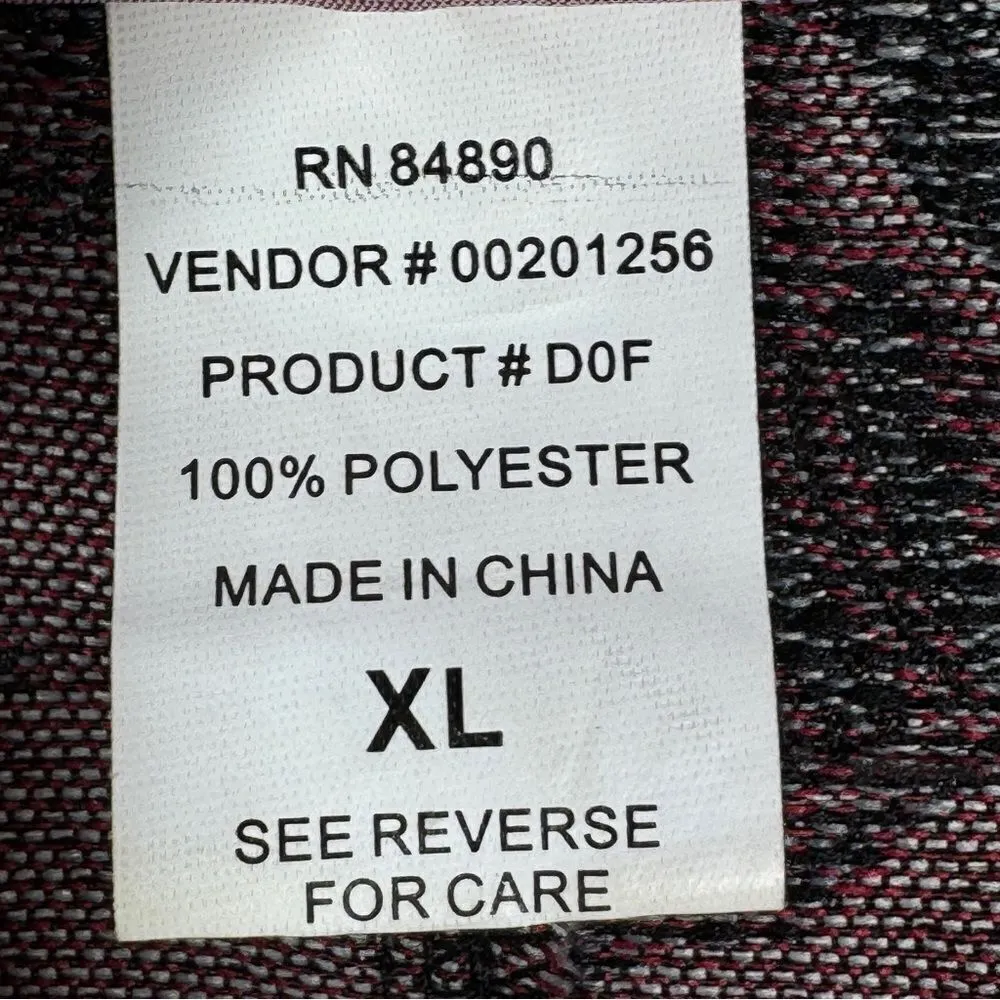 RN 84890
VENDOR # 00201256
PRODUCT # D0F
100% POLYESTER
MADE IN CHINA
XL
SEE REVERSE
FOR CARE